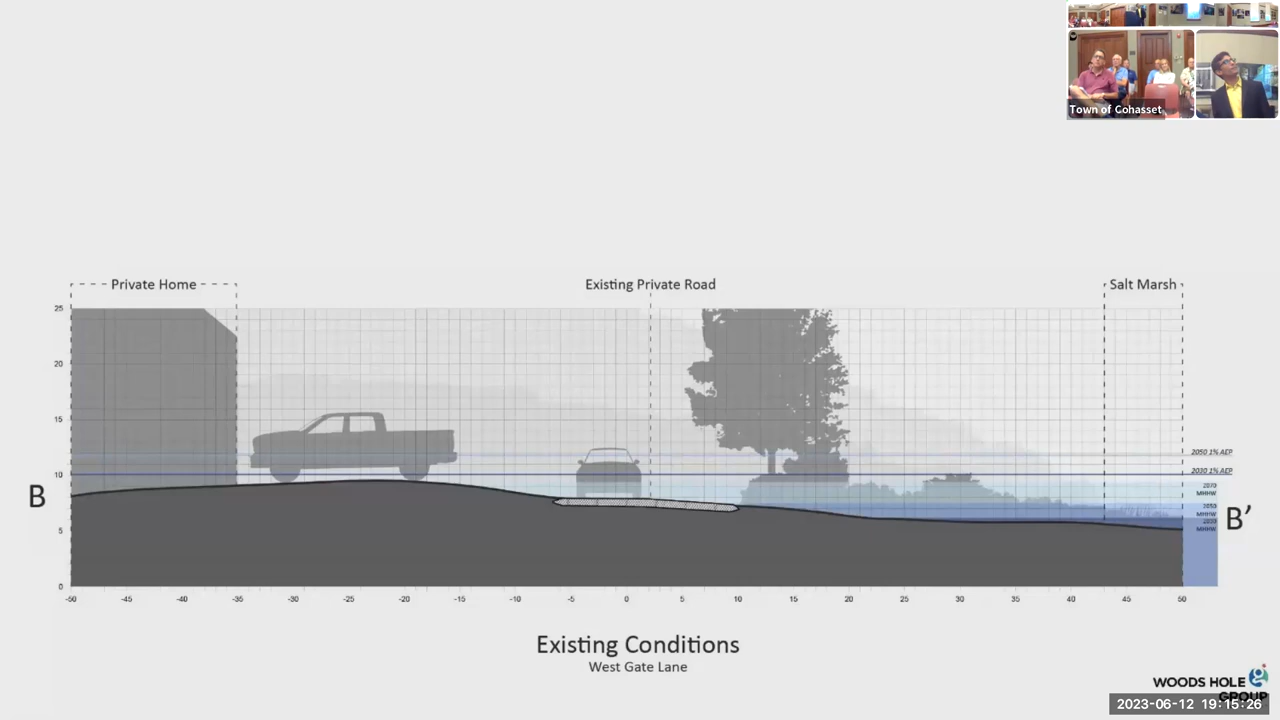 Town of Cohasset
Private Home
Existing Private Road
Salt Marsh
25
20
15
10
5
0
2050 1% AEP
2030 1% AEP
2070
MHHW
2050
MHHW
2030
MHHW
B
B’
-50 -45 -40 -35 -30 -25 -20 -15 -10 -5 0 5 10 15 20 25 30 35 40 45 50
Existing Conditions
West Gate Lane
WOODS HOLE
GROUP
2023-06-12 19:15:26